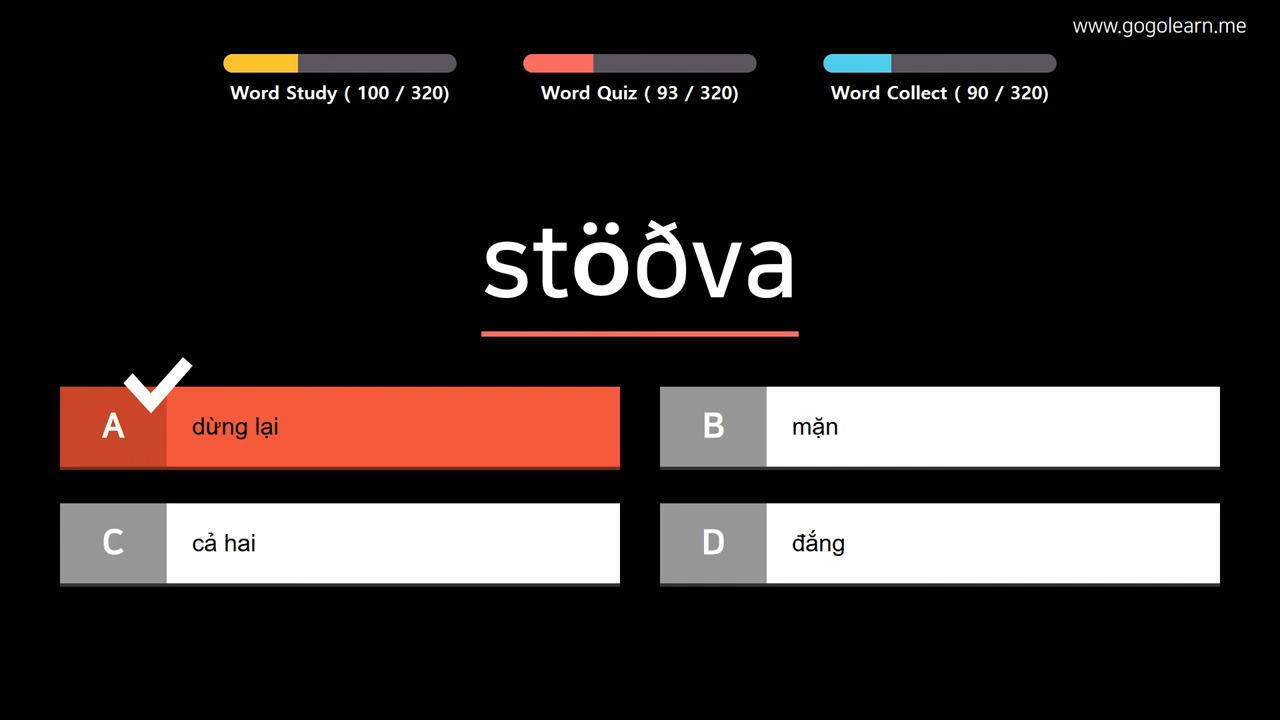 www.gogolearn.me
Word Study ( 100 / 320)
Word Quiz ( 93 / 320)
Word Collect ( 90 / 320)
stöðva
A dừng lại
B mặn
C cả hai
D đắng